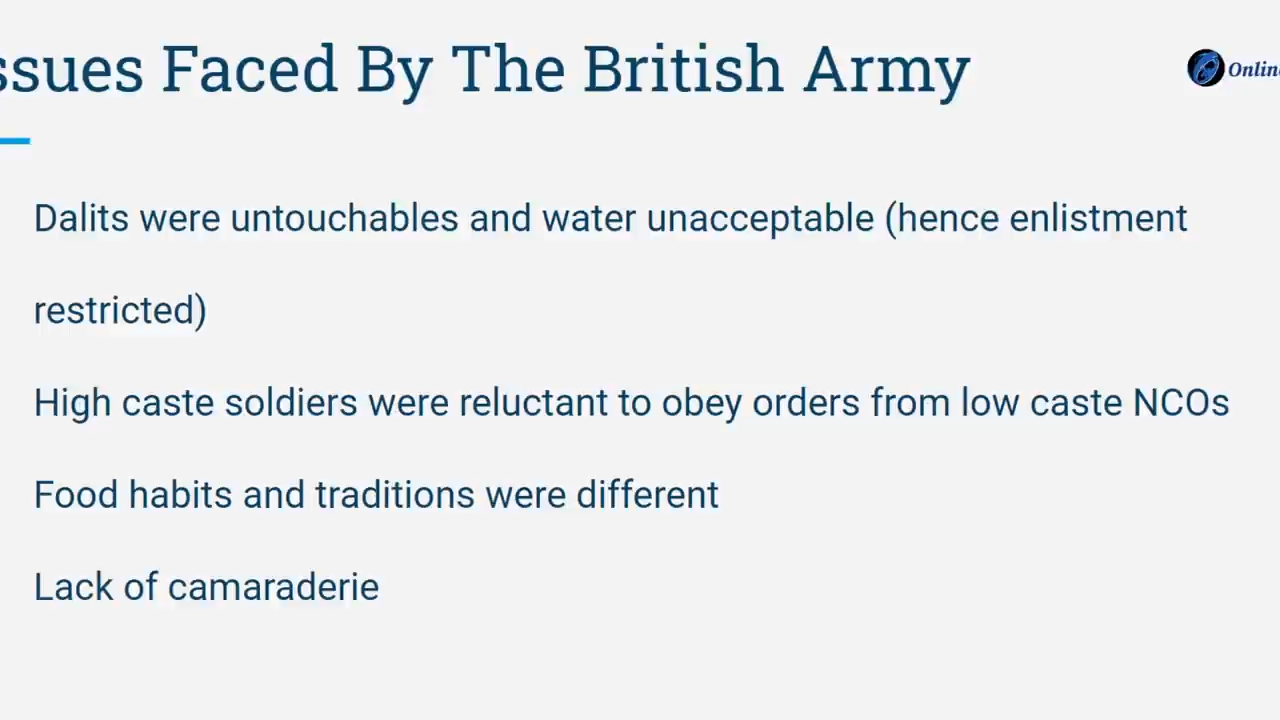 ssues Faced By The British Army
Onlin
Dalits were untouchables and water unacceptable (hence enlistment
restricted)
High caste soldiers were reluctant to obey orders from low caste NCOs
Food habits and traditions were different
Lack of camaraderie